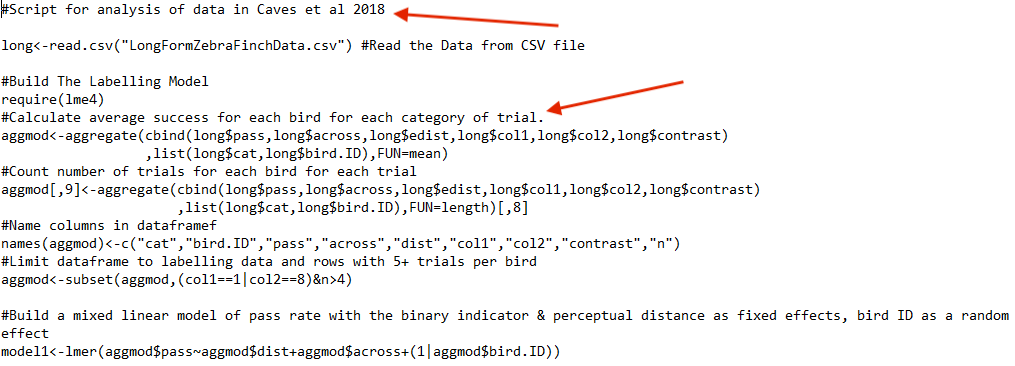 #Script for analysis of data in Caves et al 2018
long<-read.csv("LongFormZebraFinchData.csv") #Read the Data from CSV file
#Build The Labelling Model
require(lme4)
#Calculate average success for each bird for each category of trial.
aggmod<-aggregate(cbind(long$pass,long$across,long$edist,long$col1,long$col2,long$contrast)
,list(long$cat,long$bird.ID),FUN=mean)
#Count number of trials for each bird for each trial
aggmod[,9]<-aggregate(cbind(long$pass,long$across,long$edist,long$col1,long$col2,long$contrast)
,list(long$cat,long$bird.ID),FUN=length)[,8]
#Name columns in dataframef
names(aggmod)<-c("cat","bird.ID","pass","across","dist","col1","col2","contrast","n")
#Limit dataframe to labelling data and rows with 5+ trials per bird
aggmod<-subset(aggmod,(col1==1|col2==8)&n>4)
#Build a mixed linear model of pass rate with the binary indicator & perceptual distance as fixed effects, bird ID as a random
effect
model1<-lmer(aggmod$pass~aggmod$dist+aggmod$across+(1|aggmod$bird.ID))